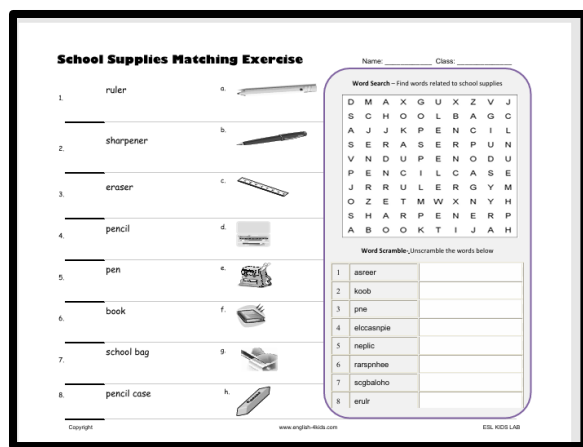 School Supplies Matching Exercise
Name: ____________ Class: ______________
1. ruler a.
2. sharpener b.
3. eraser c.
4. pencil d.
5. pen e.
6. book f.
7. school bag g.
8. pencil case h.
Word Search – Find words related to school supplies
D M A X G U X Z V J
S C H O O L B A G C
A J J K P E N C I L
S E R A S E R P U N
V N D U P E N O D U
P E N C I L C A S E
J R R U L E R G Y M
O Z E T M W X N Y H
S H A R P E N E R P
A B O O K T I J A H
Word Scramble-Unscramble the words below
1 asreer
2 koob
3 pne
4 elccasnpie
5 neplic
6 rarspnhee
7 scgbaloho
8 erulr
Copyright www.english-4kids.com ESL KIDS LAB